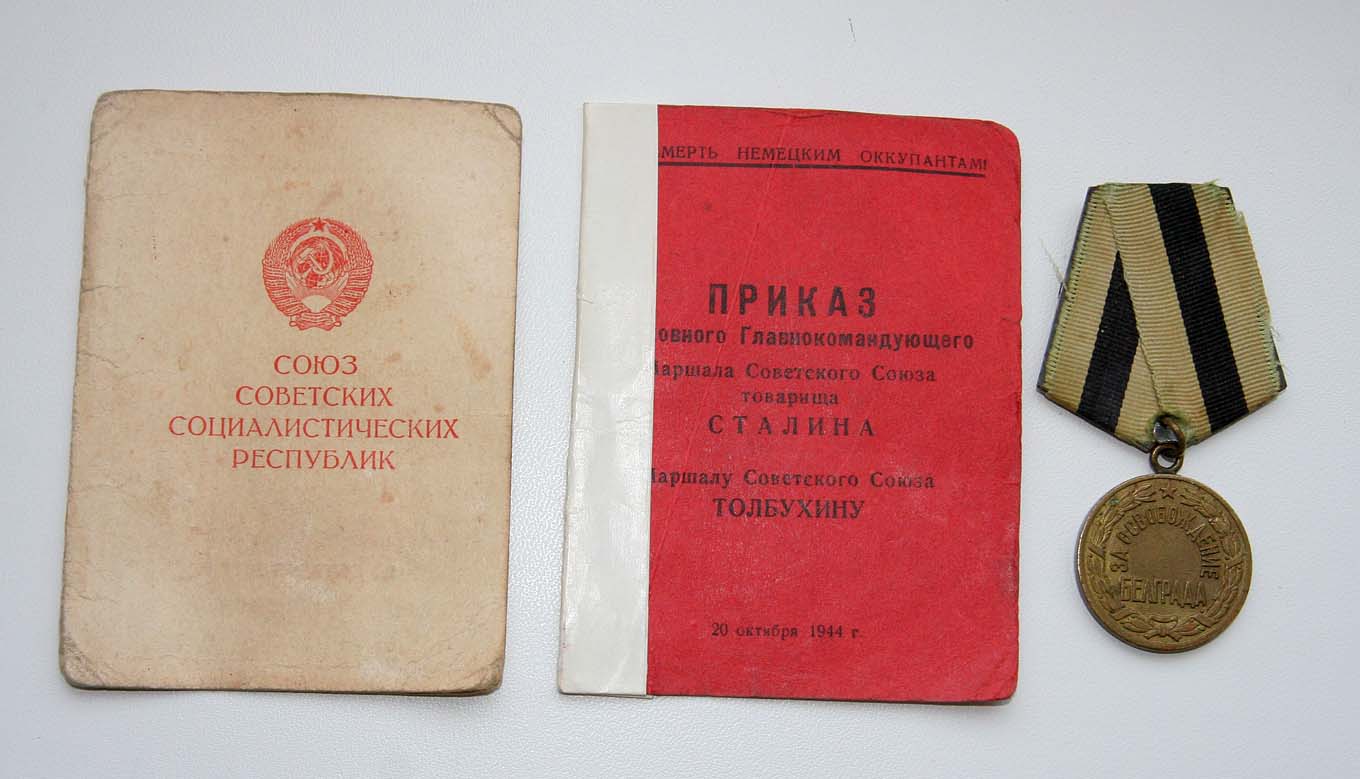 СОЮЗ
СОВЕТСКИХ
СОЦИАЛИСТИЧЕСКИХ
РЕСПУБЛИК
МЕРТЬ НЕМЕЦКИМ ОККУПАНТАМ!
ПРИКАЗ
овного Главнокомандующего
Маршала Советского Союза
товарища
СТАЛИНА
Маршалу Советского Союза
ТОЛБУХИНУ
20 октября 1944 г.
ЗА ОСВОБОЖДЕНИЕ
БЕЛГРАДА